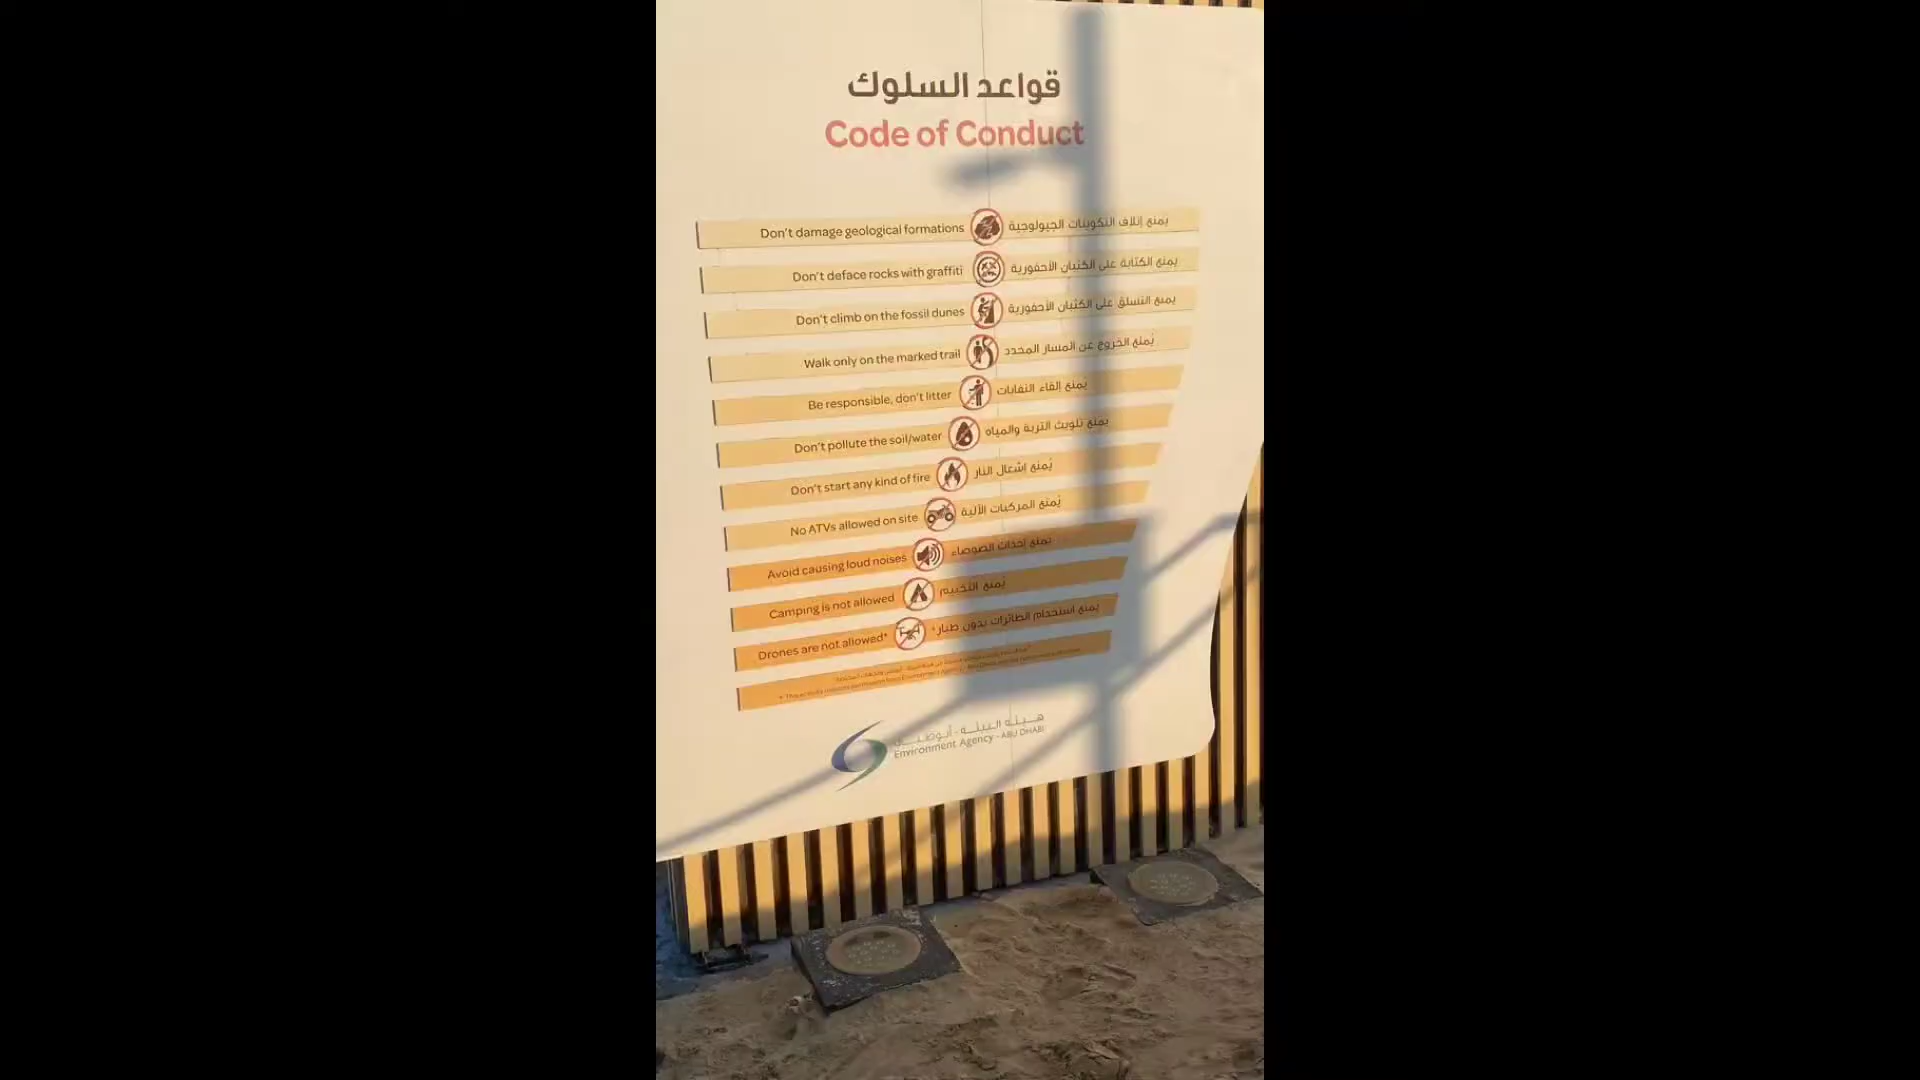 قواعد السلوك
Code of Conduct
Don't damage geological formations يمنع إتلاف التكوينات الجيولوجية
Don't deface rocks with graffiti يمنع الكتابة على الكثبان الأحفورية
Don't climb on the fossil dunes يمنع التسلق على الكثبان الأحفورية
Walk only on the marked trail يُمنع الخروج عن المسار المحدد
Be responsible, don't litter يُمنع إلقاء النفايات
Don't pollute the soil/water يمنع تلويث التربة والمياه
Don't start any kind of fire يُمنع اشعال النار
No ATVs allowed on site يُمنع المركبات الآلية
Avoid causing loud noises يمنع إحداث الضوضاء
Camping is not allowed يُمنع التخييم
Drones are not allowed* يمنع استخدام الطائرات بدون طيار*
هيئة البيئة - أبوظبي
Environment Agency - ABU DHABI